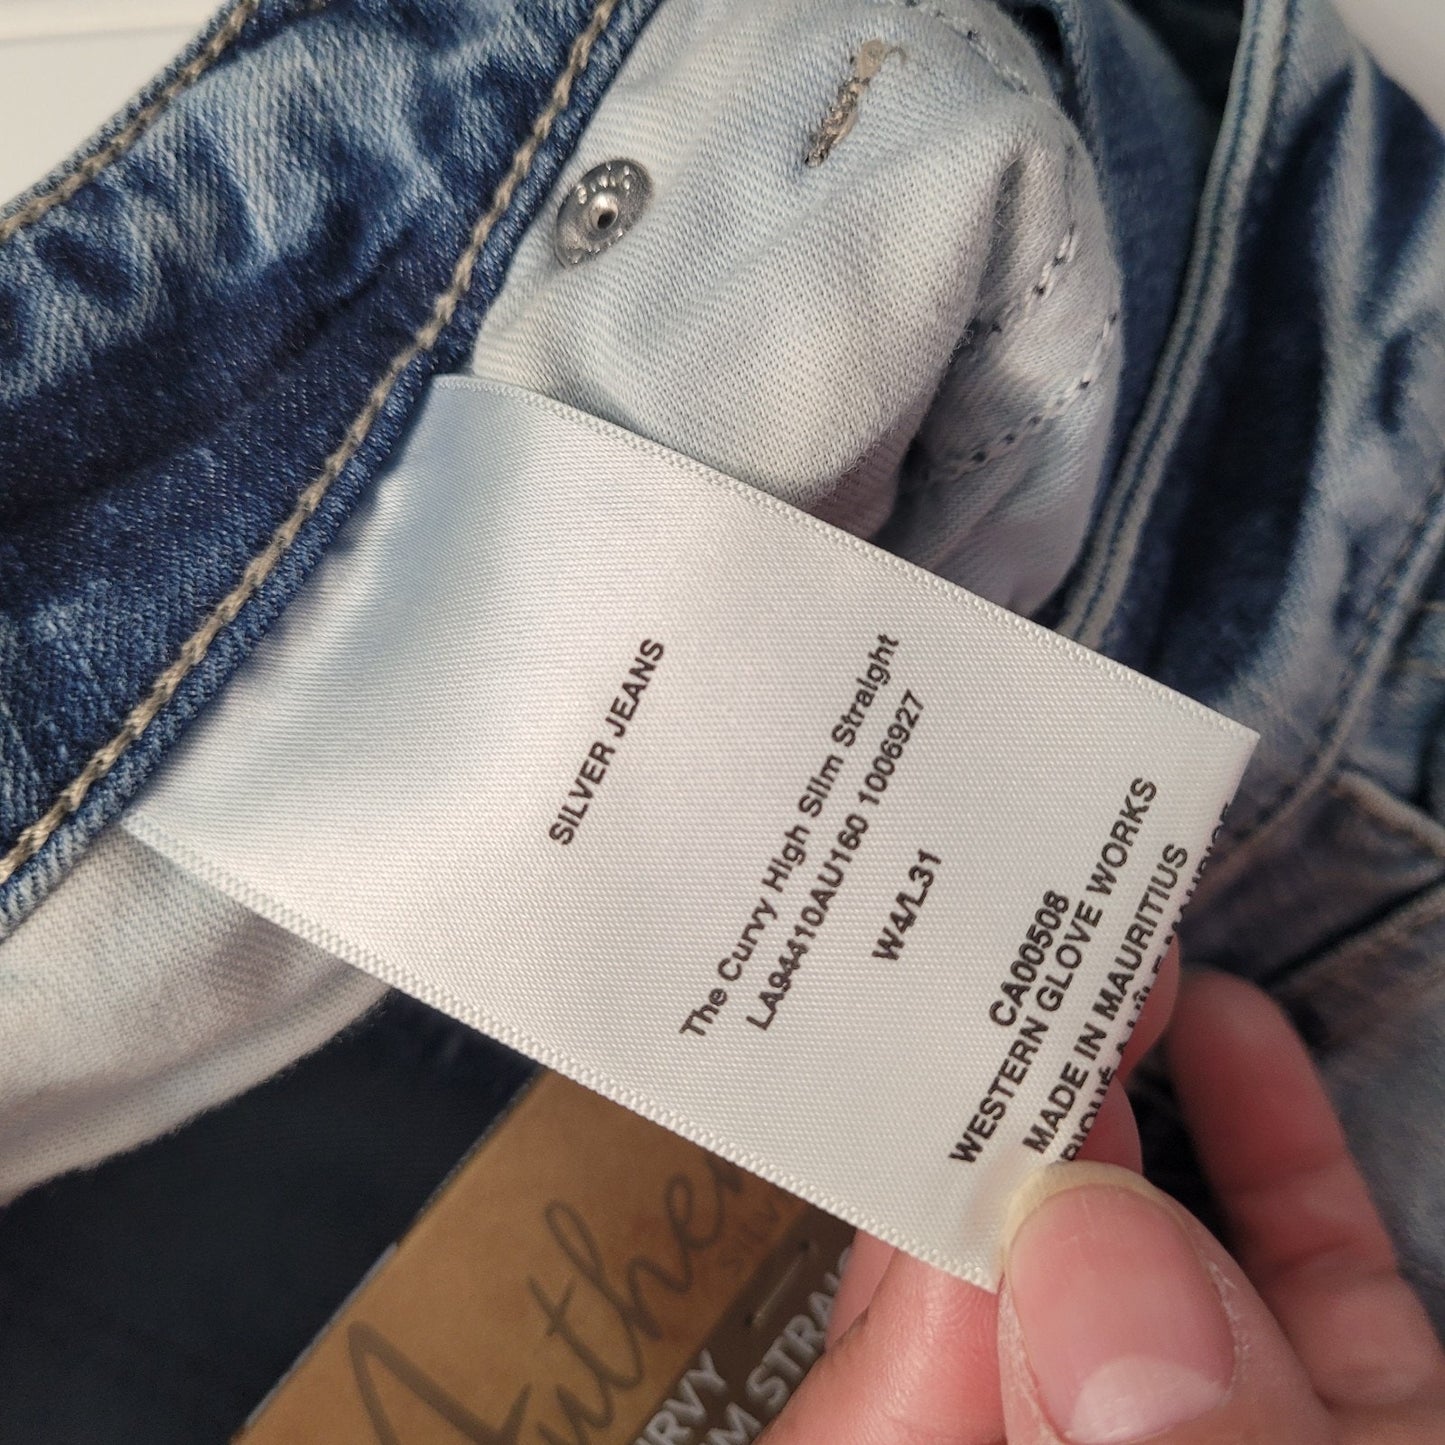 SILVER JEANS
The Curvy High Slim Straight
LA94410AU160 1006927
W4/L31
CA00508
WESTERN GLOVE WORKS
MADE IN MAURITIUS